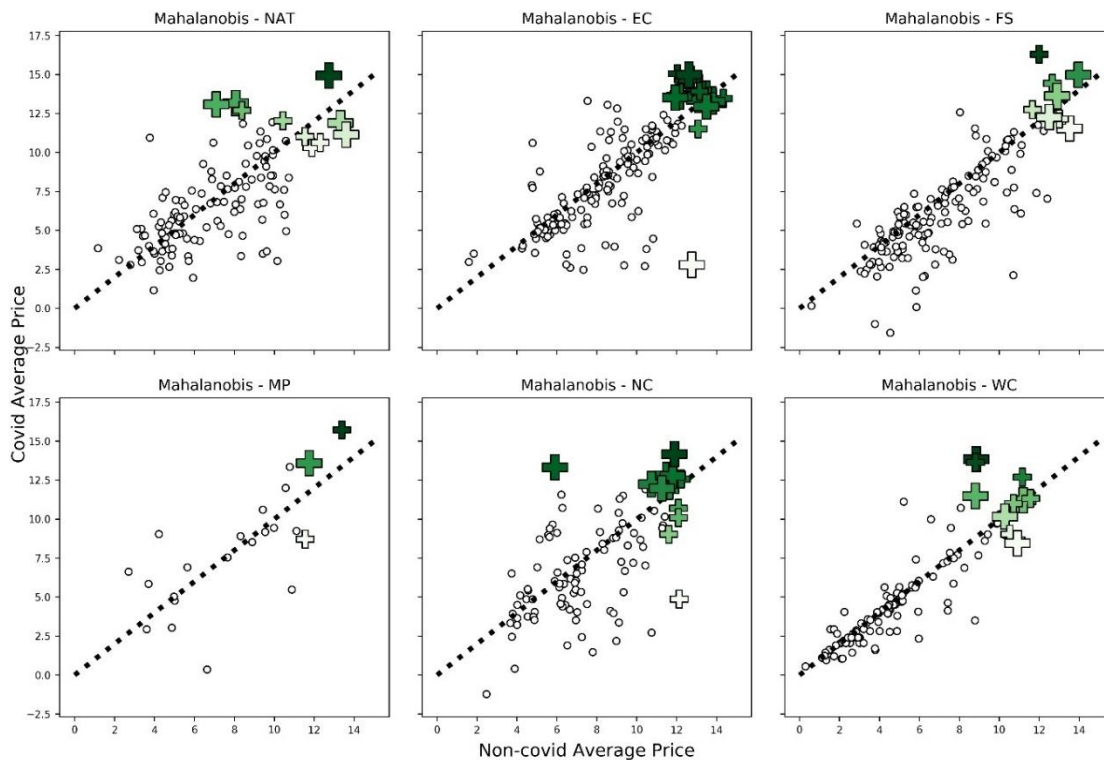 Mahalanobis - NAT
Mahalanobis - EC
Mahalanobis - FS
17.5
15.0
12.5
10.0
7.5
5.0
2.5
0.0
−2.5
Mahalanobis - MP
Mahalanobis - NC
Mahalanobis - WC
17.5
15.0
12.5
10.0
7.5
5.0
2.5
0.0
−2.5
0 2 4 6 8 10 12 14
0 2 4 6 8 10 12 14
0 2 4 6 8 10 12 14
Covid Average Price
Non-covid Average Price